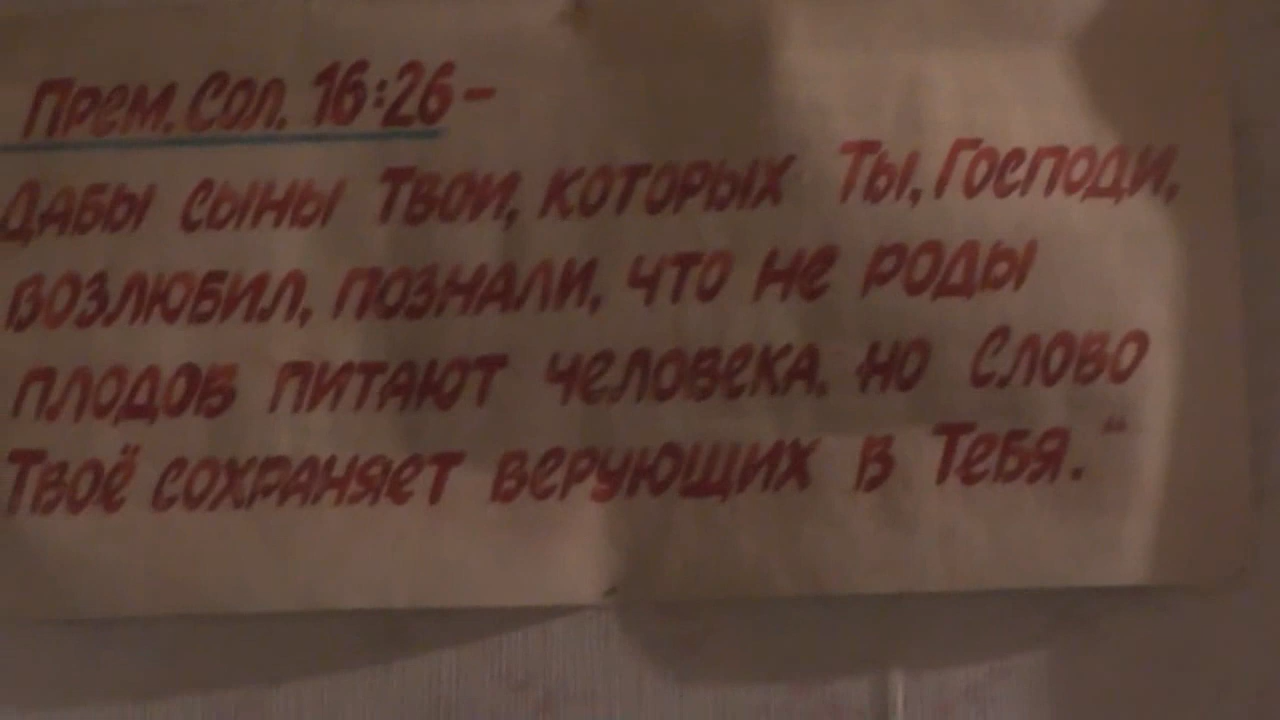 Прем. Сол. 16:26 –
Дабы сыны Твои, которых Ты, Господи,
возлюбил, познали, что не роды
плодов питают человека, но Слово
Твоё сохраняет верующих в Тебя.“